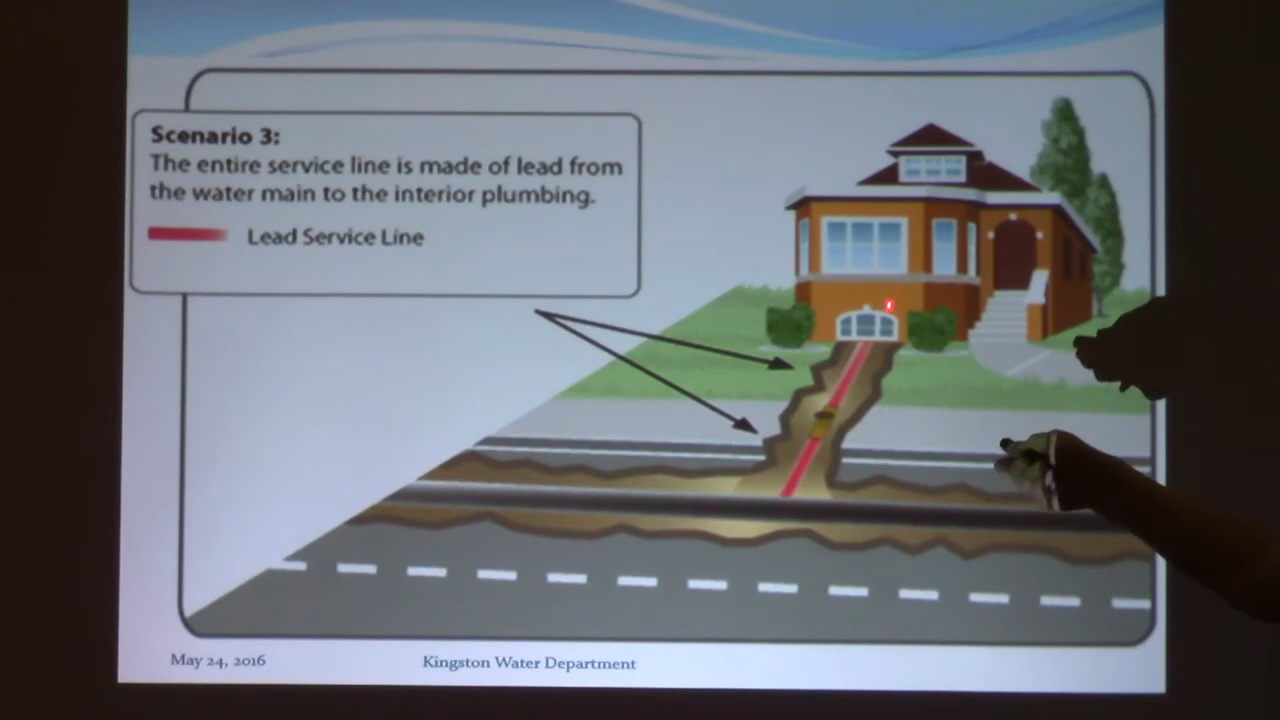 Scenario 3:
The entire service line is made of lead from
the water main to the interior plumbing.
Lead Service Line
May 24, 2016
Kingston Water Department